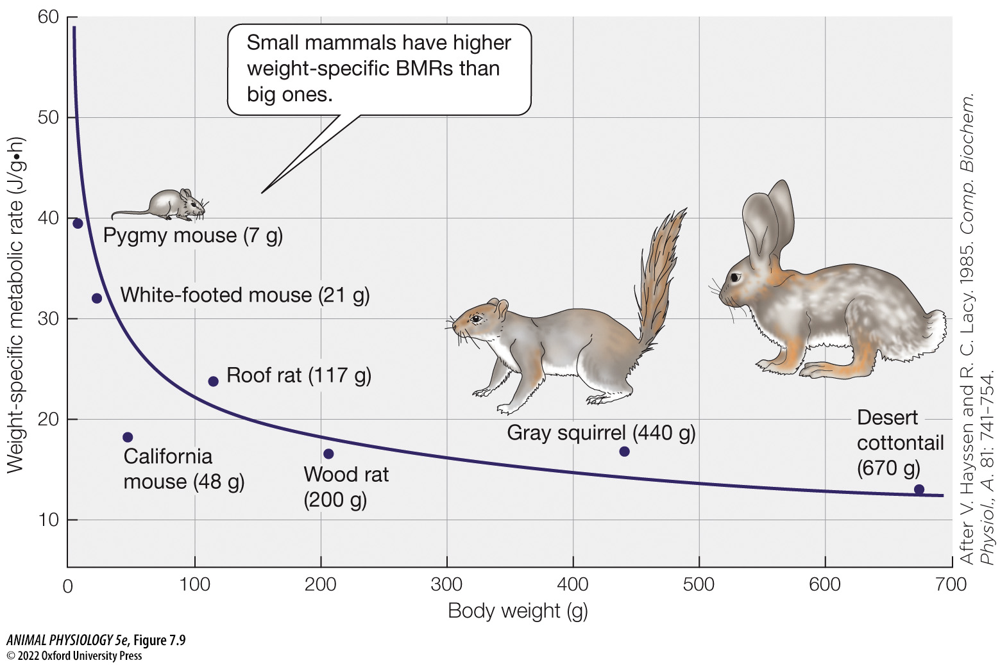 60
50
40
30
20
10
Weight-specific metabolic rate (J/g•h)
Small mammals have higher
weight-specific BMRs than
big ones.
Pygmy mouse (7 g)
White-footed mouse (21 g)
Roof rat (117 g)
California
mouse (48 g)
Wood rat
(200 g)
Gray squirrel (440 g)
Desert
cottontail
(670 g)
0 100 200 300 400 500 600 700
Body weight (g)
After V. Hayssen and R. C. Lacy. 1985. Comp. Biochem.
Physiol., A. 81: 741–754.
ANIMAL PHYSIOLOGY 5e, Figure 7.9
© 2022 Oxford University Press